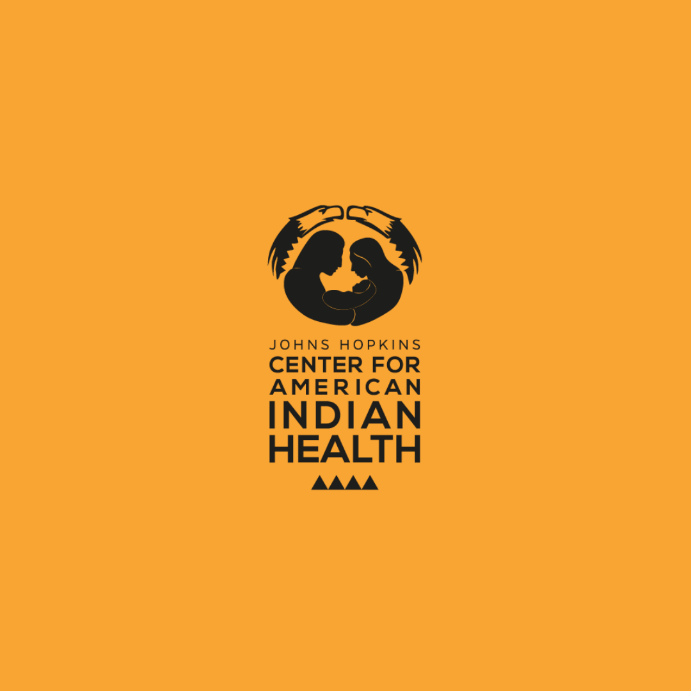 JOHNS HOPKINS
CENTER FOR
AMERICAN
INDIAN
HEALTH